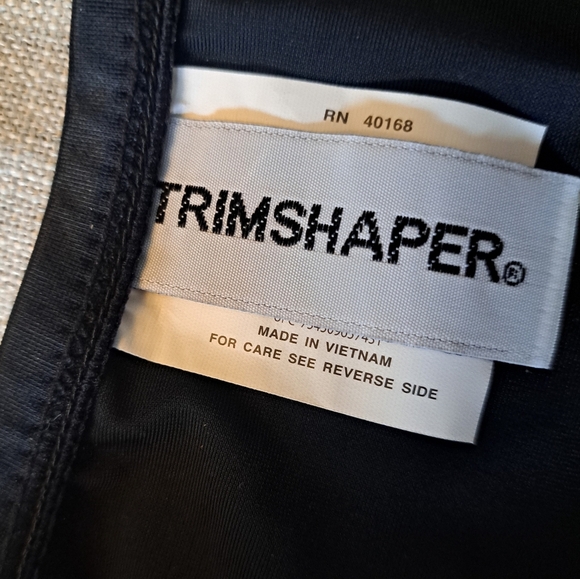 RN 40168
TRIMSHAPER®
MADE IN VIETNAM
FOR CARE SEE REVERSE SIDE